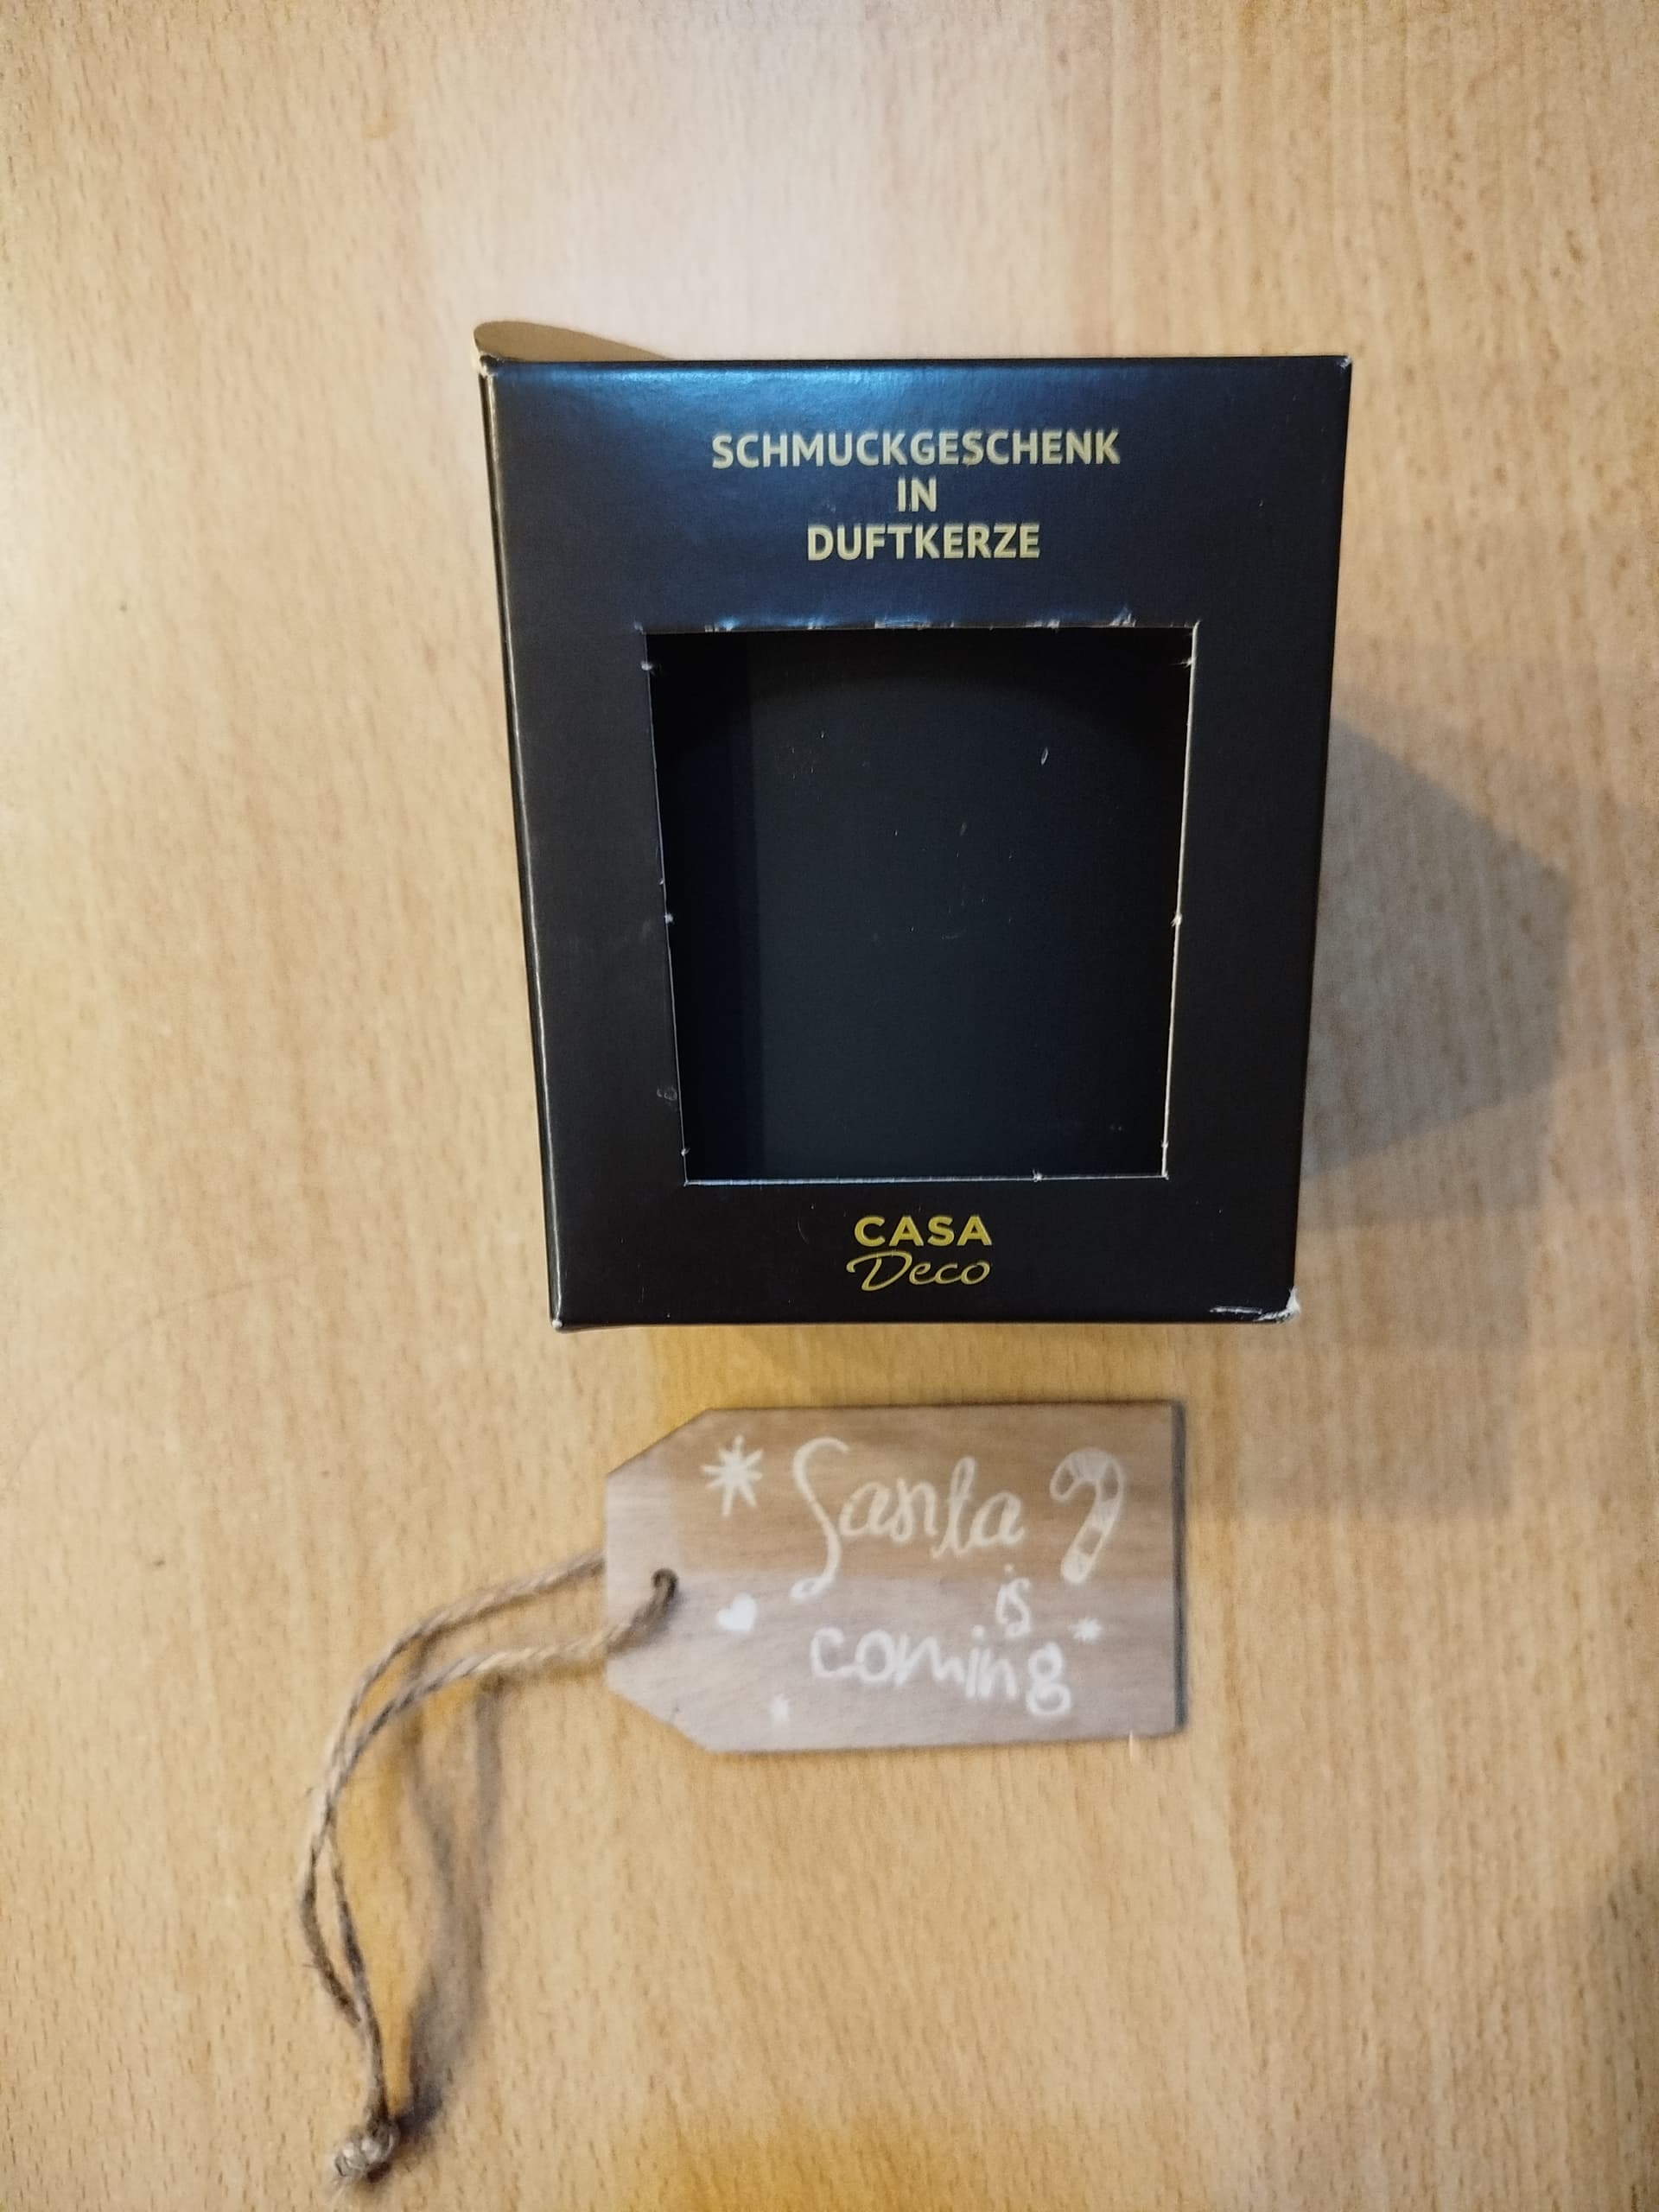 SCHMUCKGESCHENK
IN
DUFTKERZE
CASA
Deco
Santa
is
coming